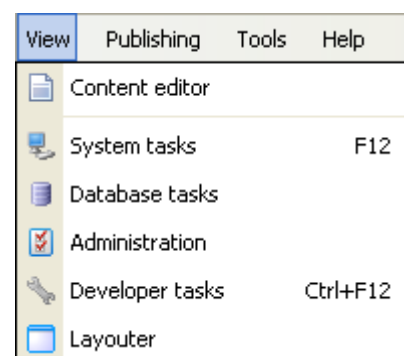 View Publishing Tools Help
Content editor
System tasks F12
Database tasks
Administration
Developer tasks Ctrl+F12
Layouter